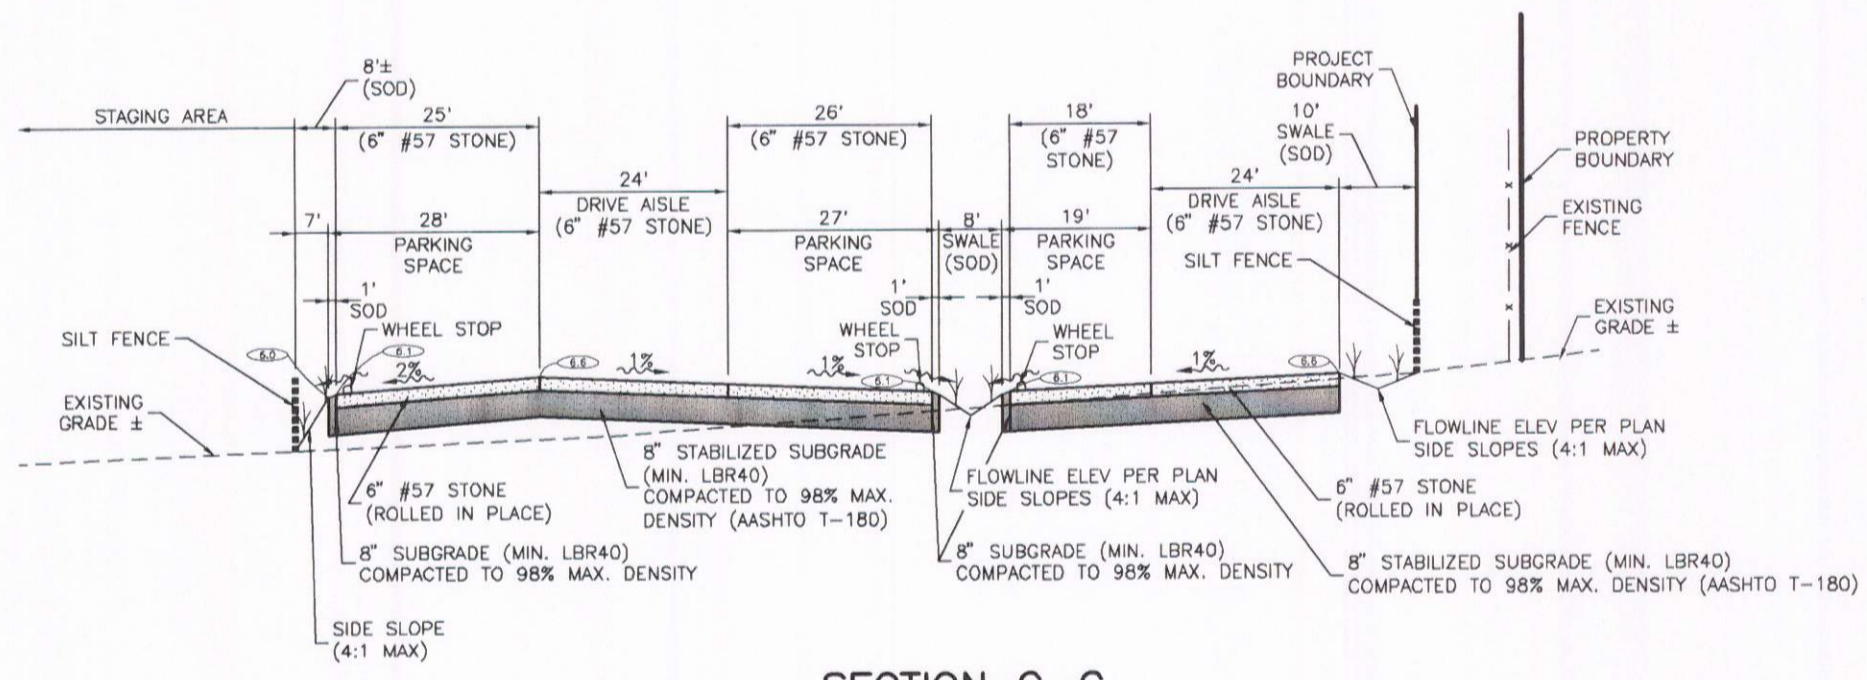 8'±
(SOD)
STAGING AREA
25'
(6" #57 STONE)
26'
(6" #57 STONE)
18'
(6" #57
STONE)
10'
SWALE
(SOD)
PROJECT
BOUNDARY
PROPERTY
BOUNDARY
24'
DRIVE AISLE
(6" #57 STONE)
24'
DRIVE AISLE
(6" #57 STONE)
EXISTING
FENCE
7'
28'
PARKING
SPACE
27'
PARKING
SPACE
8'
SWALE
(SOD)
19'
PARKING
SPACE
SILT FENCE
1'
SOD
1'
SOD
1'
SOD
EXISTING
GRADE ±
SILT FENCE
WHEEL STOP
WHEEL
STOP
WHEEL
STOP
6.0
6.1
2%
6.6
1%
1%
6.1
6.1
1%
6.6
x
x
x
EXISTING
GRADE ±
6" #57 STONE
(ROLLED IN PLACE)
8" STABILIZED SUBGRADE
(MIN. LBR40)
COMPACTED TO 98% MAX.
DENSITY (AASHTO T-180)
FLOWLINE ELEV PER PLAN
SIDE SLOPES (4:1 MAX)
FLOWLINE ELEV PER PLAN
SIDE SLOPES (4:1 MAX)
6" #57 STONE
(ROLLED IN PLACE)
8" SUBGRADE (MIN. LBR40)
COMPACTED TO 98% MAX. DENSITY
8" SUBGRADE (MIN. LBR40)
COMPACTED TO 98% MAX. DENSITY
8" STABILIZED SUBGRADE (MIN. LBR40)
COMPACTED TO 98% MAX. DENSITY (AASHTO T-180)
SIDE SLOPE
(4:1 MAX)
SECTION